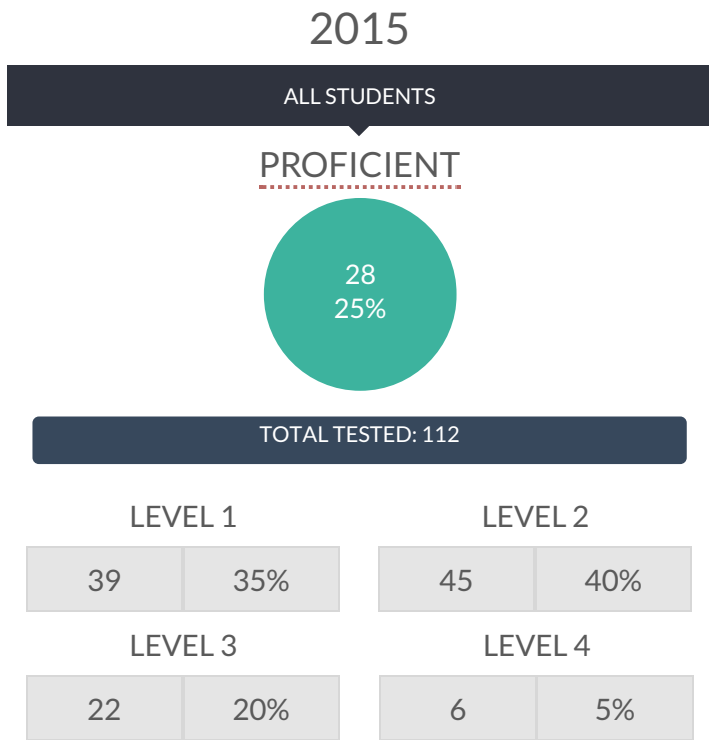 2015
ALL STUDENTS
PROFICIENT
28
25%
TOTAL TESTED: 112
LEVEL 1 LEVEL 2
39 35% 45 40%
LEVEL 3 LEVEL 4
22 20% 6 5%